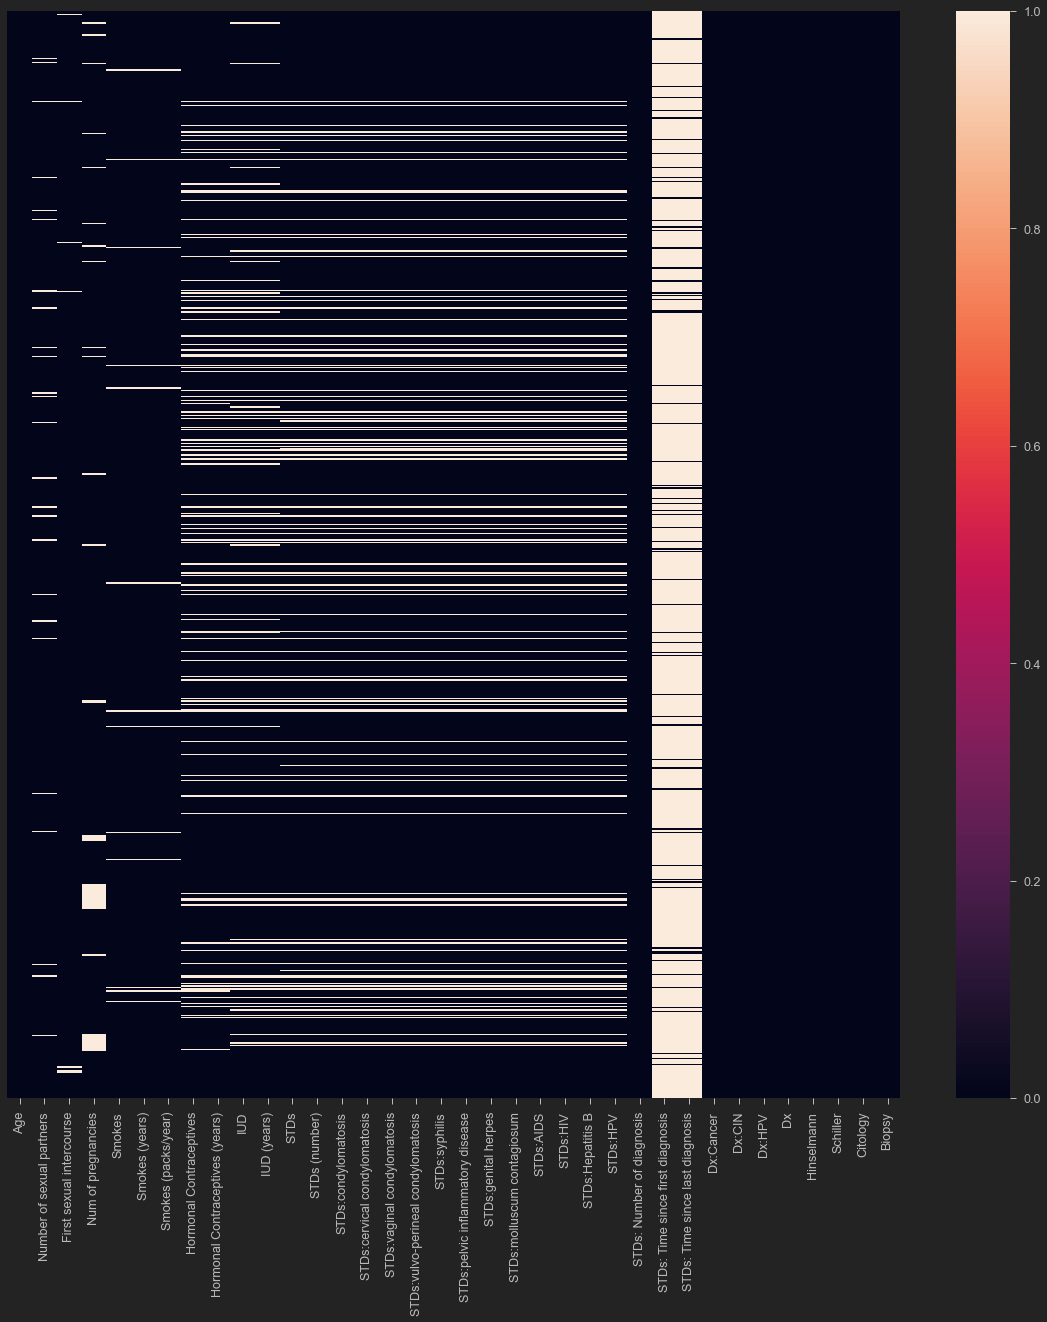 1.0
0.8
0.6
0.4
0.2
0.0
Age
Number of sexual partners
First sexual intercourse
Num of pregnancies
Smokes
Smokes (years)
Smokes (packs/year)
Hormonal Contraceptives
Hormonal Contraceptives (years)
IUD
IUD (years)
STDs
STDs (number)
STDs:condylomatosis
STDs:cervical condylomatosis
STDs:vaginal condylomatosis
STDs:vulvo-perineal condylomatosis
STDs:syphilis
STDs:pelvic inflammatory disease
STDs:genital herpes
STDs:molluscum contagiosum
STDs:AIDS
STDs:HIV
STDs:Hepatitis B
STDs:HPV
STDs: Number of diagnosis
STDs: Time since first diagnosis
STDs: Time since last diagnosis
Dx:Cancer
Dx:CIN
Dx:HPV
Dx
Hinselmann
Schiller
Citology
Biopsy